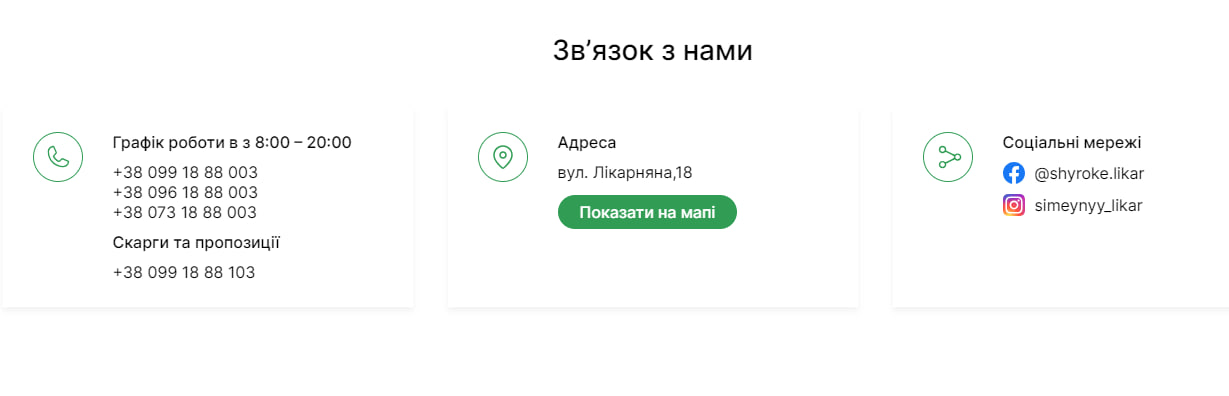 Зв’язок з нами
Графік роботи в з 8:00 – 20:00
+38 099 18 88 003
+38 096 18 88 003
+38 073 18 88 003
Скарги та пропозиції
+38 099 18 88 103
Адреса
вул. Лікарняна,18
Показати на мапі
Соціальні мережі
@shyroke.likar
simeynyy_likar